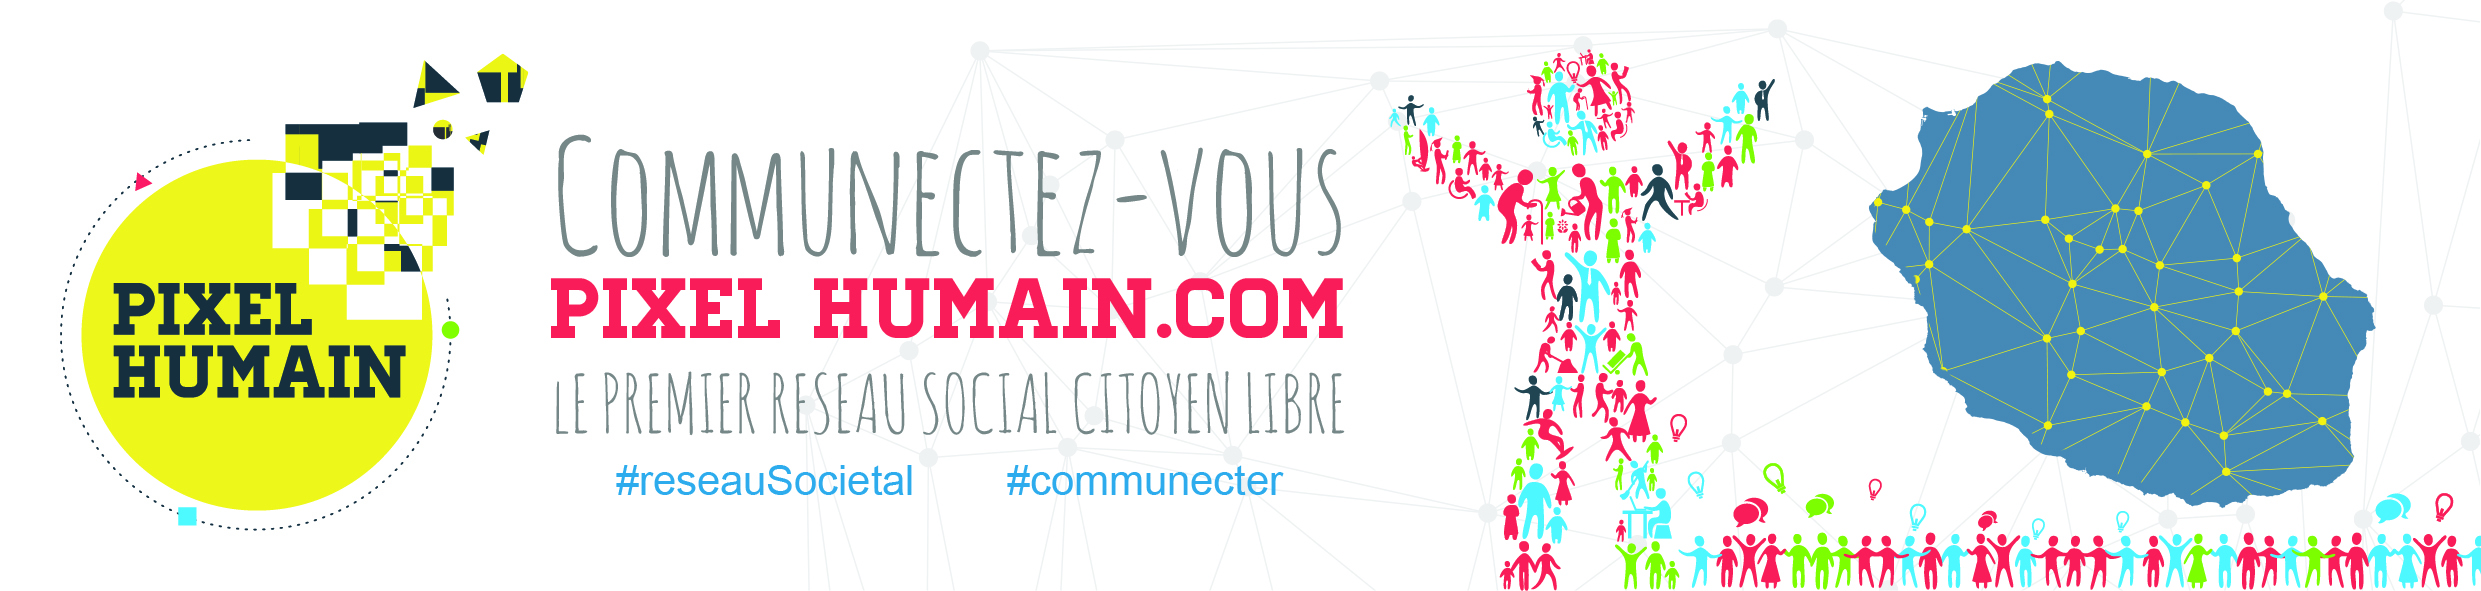 PIXEL
HUMAIN
COMMUNECTEZ-VOUS
PIXEL HUMAIN.COM
LE PREMIER RESEAU SOCIAL CITOYEN LIBRE
#reseauSocietal #communecter